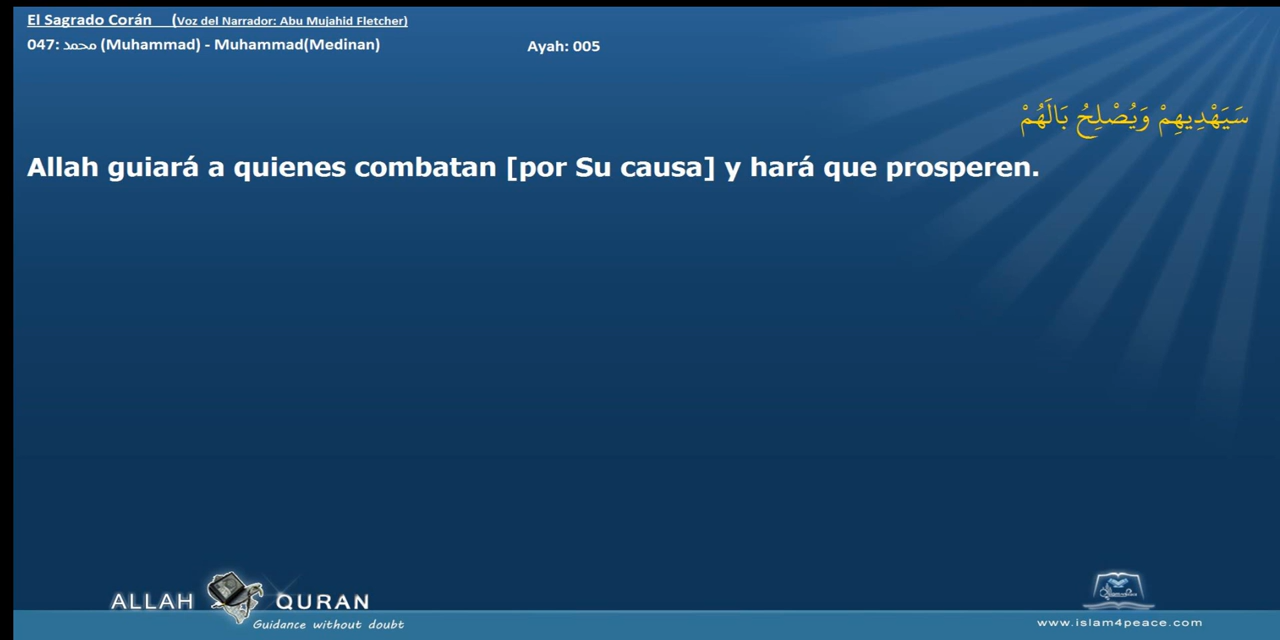 El Sagrado Corán (Voz del Narrador: Abu Mujahid Fletcher)
047: محمد (Muhammad) - Muhammad(Medinan)
Ayah: 005
سَيَهْدِيهِمْ وَيُصْلِحُ بَالَهُمْ
Allah guiará a quienes combatan [por Su causa] y hará que prosperen.
ALLAH QURAN
Guidance without doubt
www.islam4peace.com